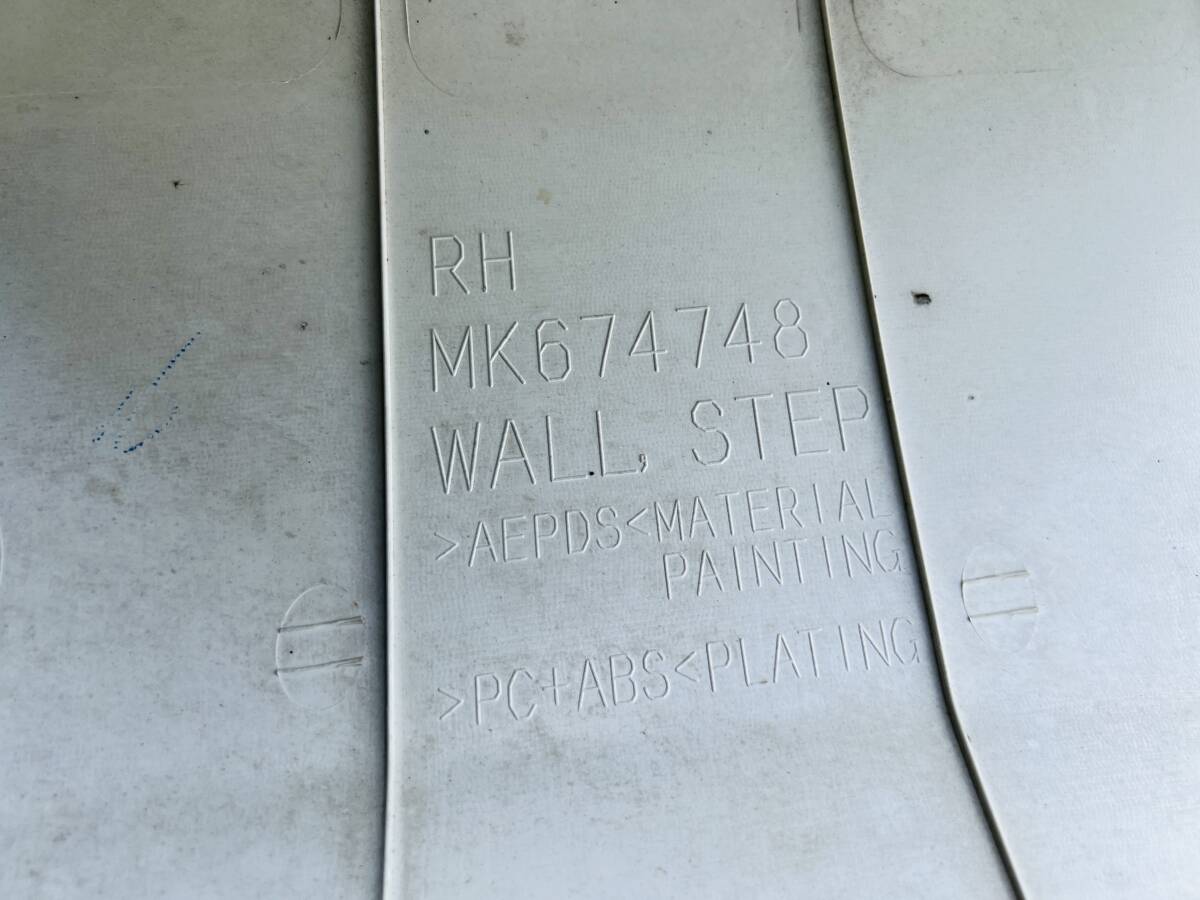 RH
MK674748
WALL, STEP
>AEPDS<MATERIAL
PAINTING
>PC+ABS<PLATING